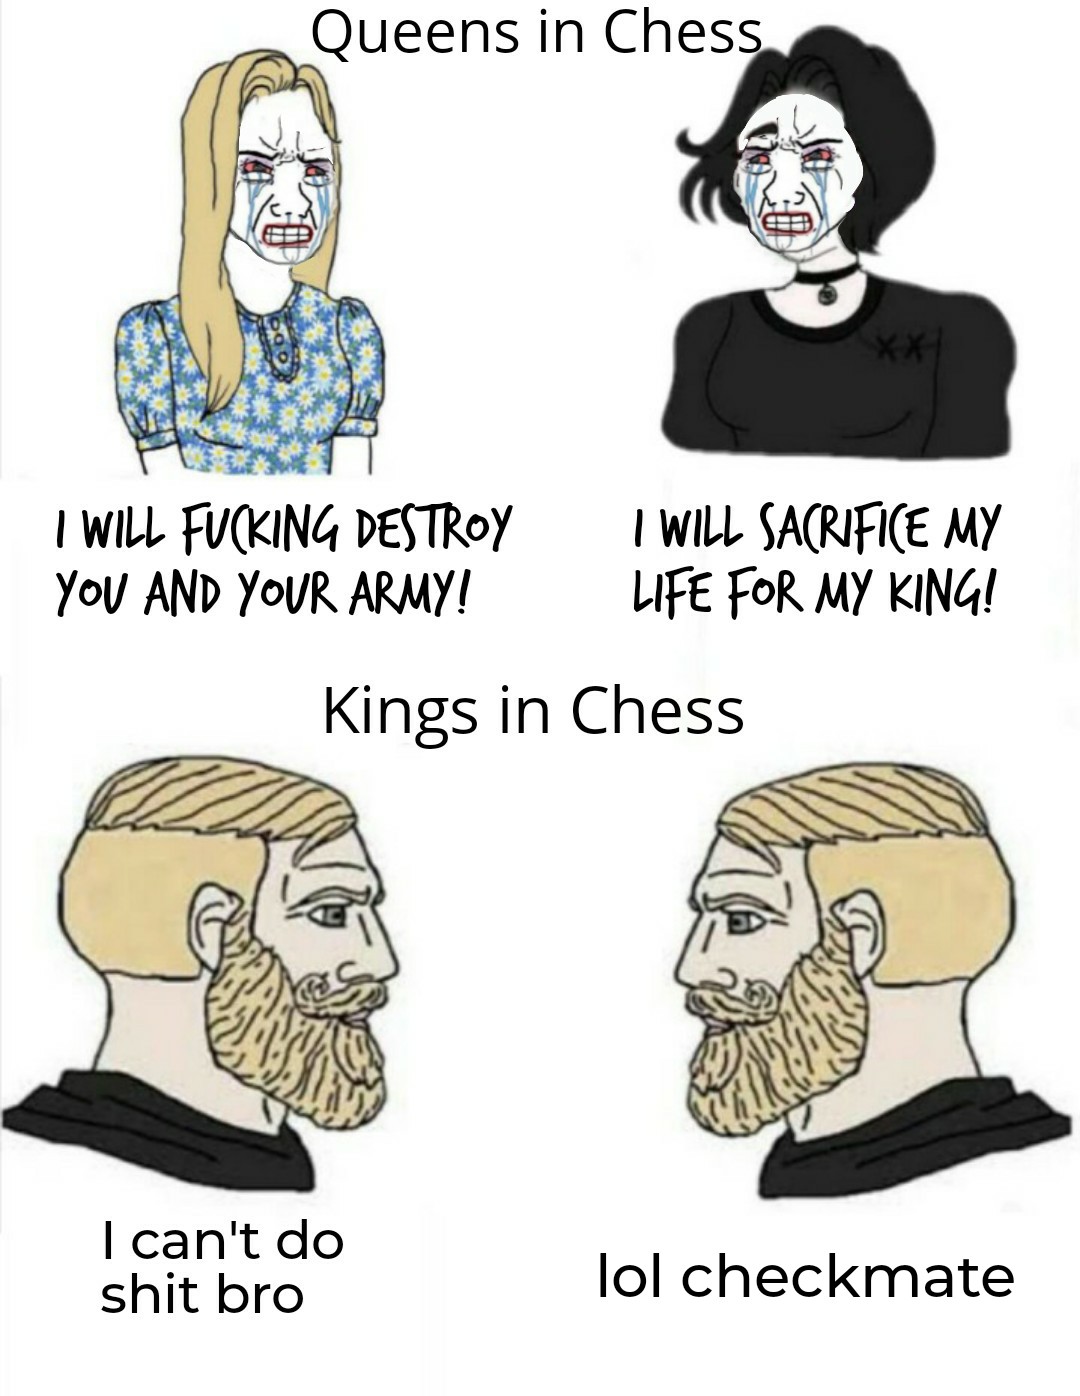 Queens in Chess
I WILL FUCKING DESTROY
YOU AND YOUR ARMY!
I WILL SACRIFICE MY
LIFE FOR MY KING!
Kings in Chess
I can't do
shit bro
lol checkmate